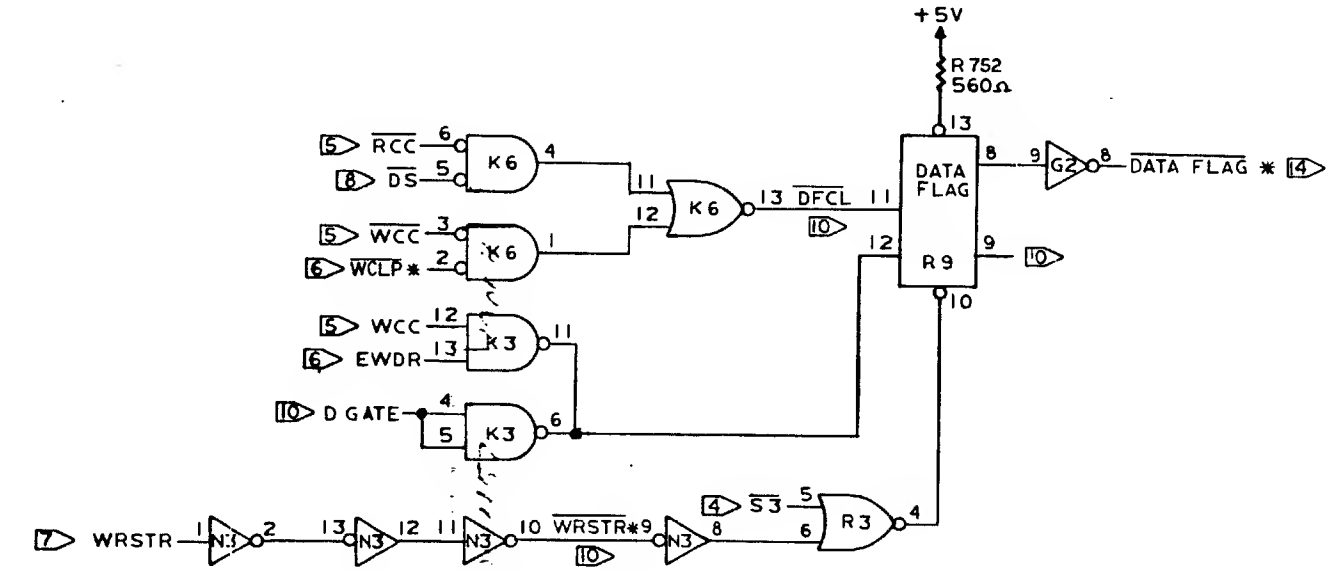 +5V
R752
560Ω
13
5 RCC 6
8 DS 5
K6 4
11
12
K6 13 DFCL 11
10
DATA
FLAG
8 9 G2 8 DATA FLAG * 14
5 WCC 3
6 WCLP* 2
K6 1
12 R9 9 10
10
5 WCC 12
6 EWDR 13
K3 11
10 D GATE 4
5
K3 6
4 S3 5
7 WRSTR 1 N3 2 13 N3 12 11 N3 10 WRSTR* 9 N3 8 6
10
R3 4